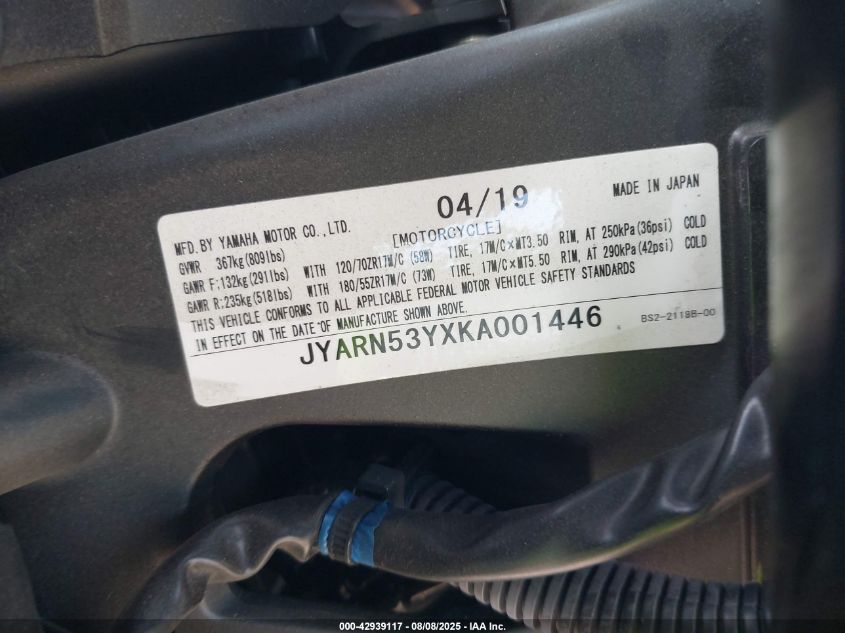 04/19
MADE IN JAPAN
MFD. BY YAMAHA MOTOR CO.,LTD.
[MOTORCYCLE]
GVWR 367kg(809lbs)
GAWR F:132kg(291lbs) WITH 120/70ZR17M/C (58W) TIRE, 17M/C×MT3.50 RIM, AT 250kPa(36psi) COLD
GAWR R:235kg(518lbs) WITH 180/55ZR17M/C (73W) TIRE, 17M/C×MT5.50 RIM, AT 290kPa(42psi) COLD
THIS VEHICLE CONFORMS TO ALL APPLICABLE FEDERAL MOTOR VEHICLE SAFETY STANDARDS
IN EFFECT ON THE DATE OF MANUFACTURE SHOWN ABOVE.
JYARN53YXKA001446
BS2-2118B-00
000-42939117 - 08/08/2025 - IAA Inc.